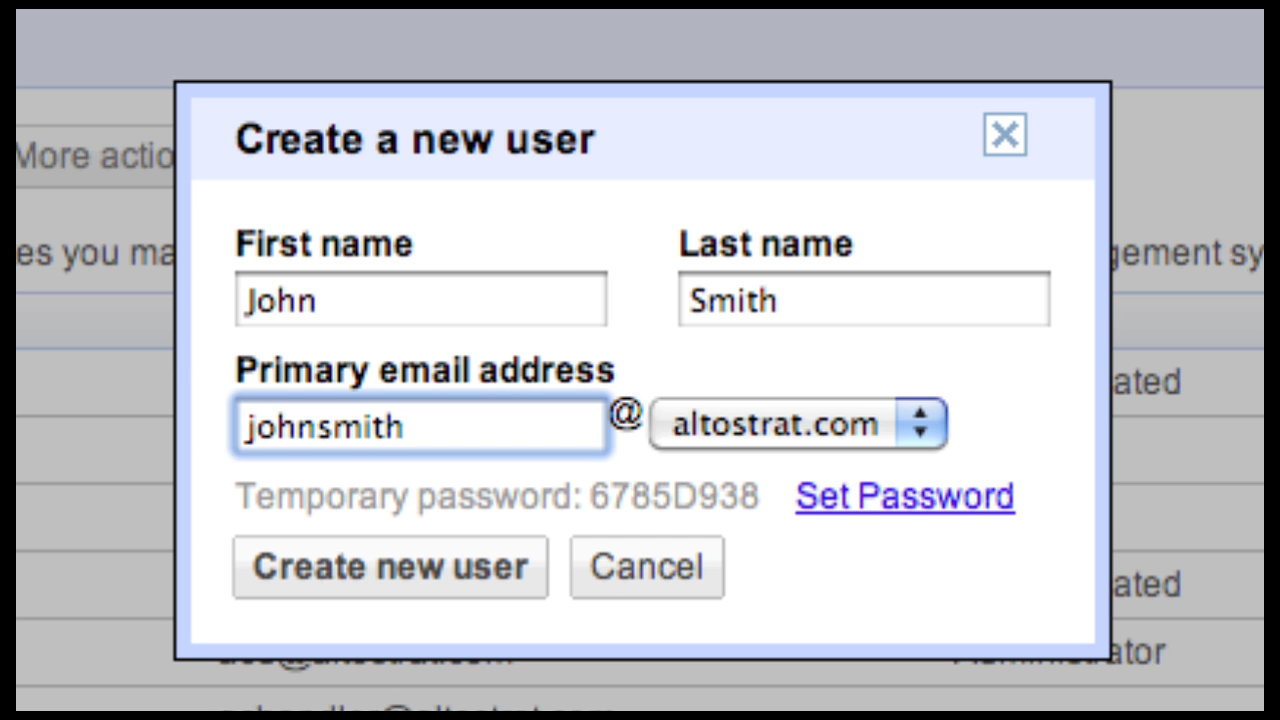 Create a new user
More actio
es you ma
gement sy
First name Last name
John Smith
Primary email address
johnsmith @ altostrat.com
ated
Temporary password: 6785D938 Set Password
Create new user Cancel
ated